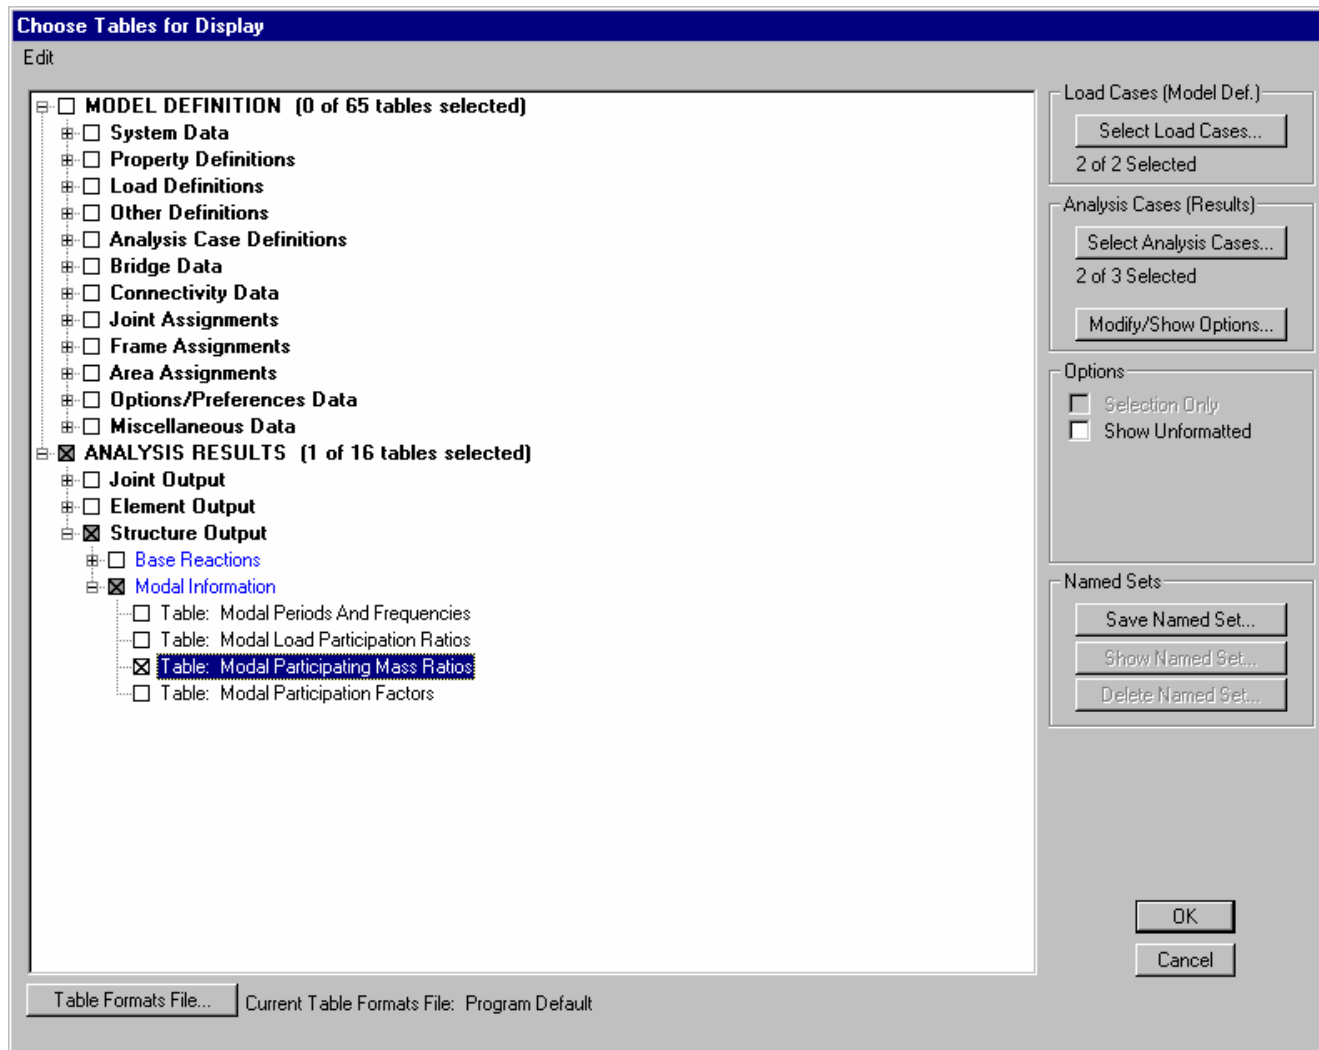 Choose Tables for Display
Edit
MODEL DEFINITION (0 of 65 tables selected)
System Data
Property Definitions
Load Definitions
Other Definitions
Analysis Case Definitions
Bridge Data
Connectivity Data
Joint Assignments
Frame Assignments
Area Assignments
Options/Preferences Data
Miscellaneous Data
ANALYSIS RESULTS (1 of 16 tables selected)
Joint Output
Element Output
Structure Output
Base Reactions
Modal Information
Table: Modal Periods And Frequencies
Table: Modal Load Participation Ratios
Table: Modal Participating Mass Ratios
Table: Modal Participation Factors
Load Cases (Model Def.)
Select Load Cases...
2 of 2 Selected
Analysis Cases (Results)
Select Analysis Cases...
2 of 3 Selected
Modify/Show Options...
Options
Selection Only
Show Unformatted
Named Sets
Save Named Set...
Show Named Set...
Delete Named Set...
OK
Cancel
Table Formats File...
Current Table Formats File: Program Default